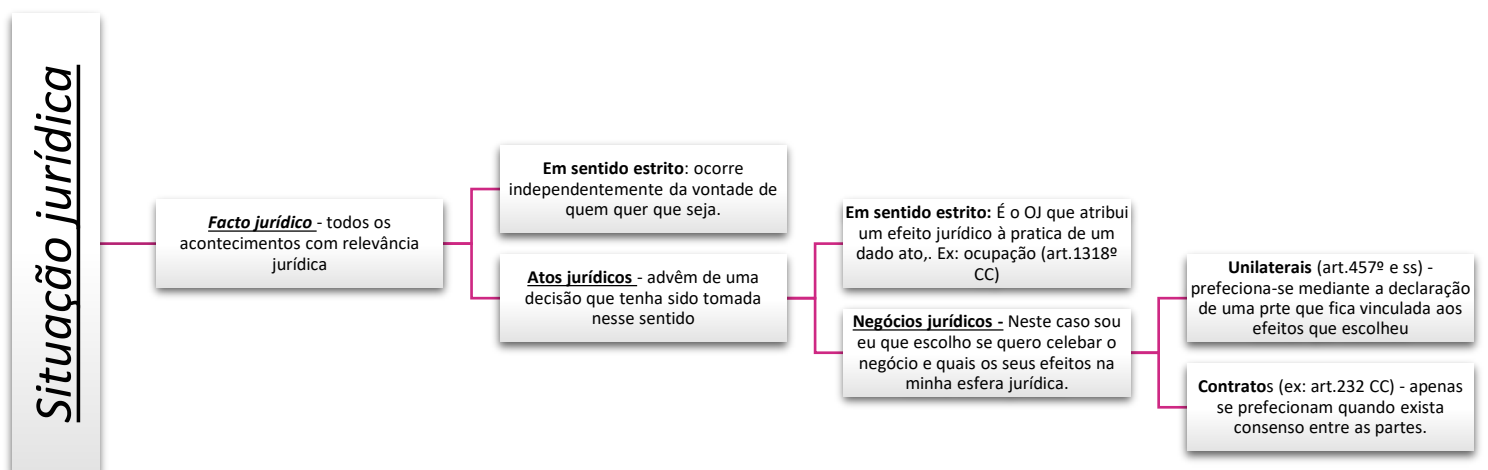 Situação jurídica
Facto jurídico - todos os
acontecimentos com relevância
jurídica
Em sentido estrito: ocorre
independentemente da vontade de
quem quer que seja.
Atos jurídicos - advêm de uma
decisão que tenha sido tomada
nesse sentido
Em sentido estrito: É o OJ que atribui
um efeito jurídico à pratica de um
dado ato,. Ex: ocupação (art.1318º
CC)
Negócios jurídicos - Neste caso sou
eu que escolho se quero celebar o
negócio e quais os seus efeitos na
minha esfera jurídica.
Unilaterais (art.457º e ss) -
prefeciona-se mediante a declaração
de uma prte que fica vinculada aos
efeitos que escolheu
Contratos (ex: art.232 CC) - apenas
se prefecionam quando exista
consenso entre as partes.